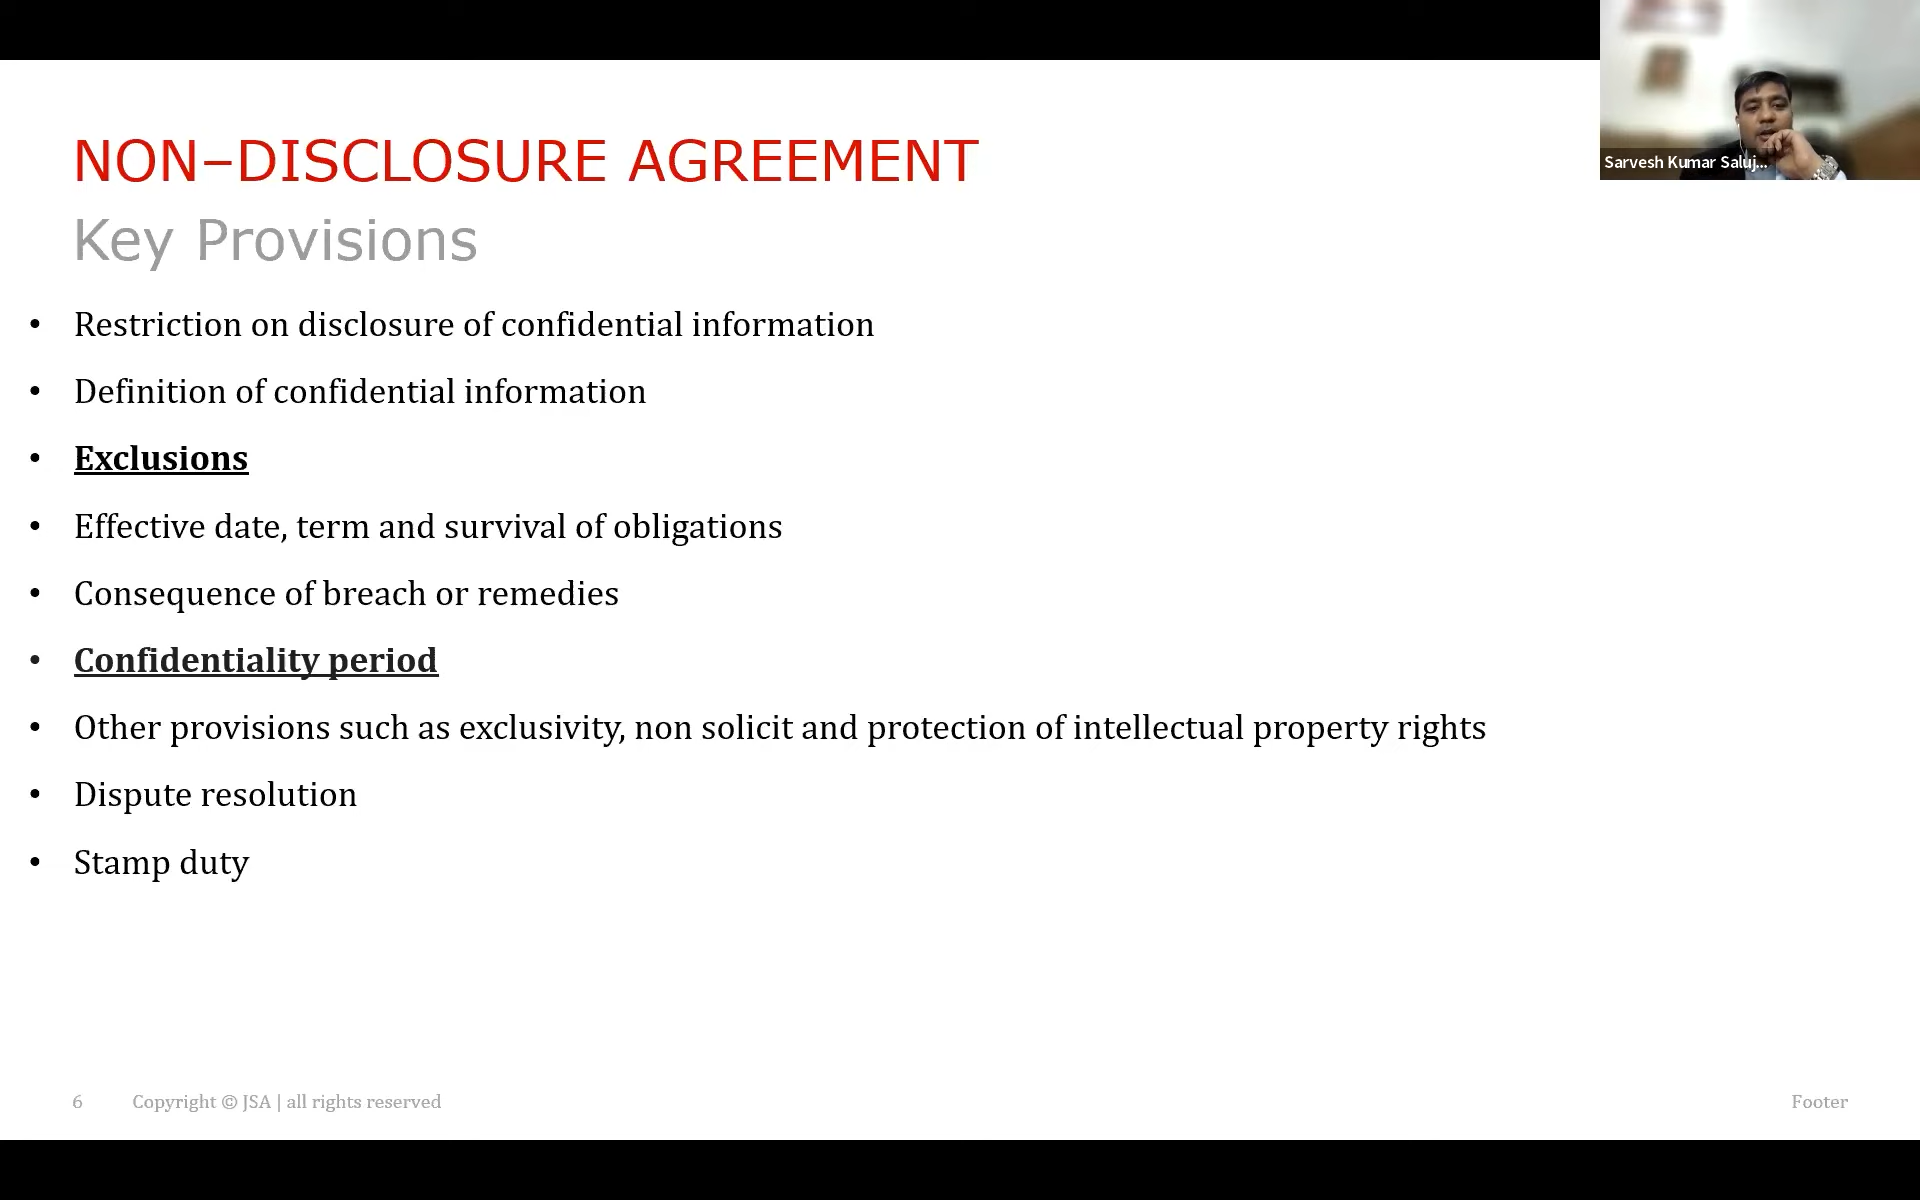 Sarvesh Kumar Saluj...
NON–DISCLOSURE AGREEMENT
Key Provisions
• Restriction on disclosure of confidential information
• Definition of confidential information
• Exclusions
• Effective date, term and survival of obligations
• Consequence of breach or remedies
• Confidentiality period
• Other provisions such as exclusivity, non solicit and protection of intellectual property rights
• Dispute resolution
• Stamp duty
6 Copyright © JSA | all rights reserved Footer